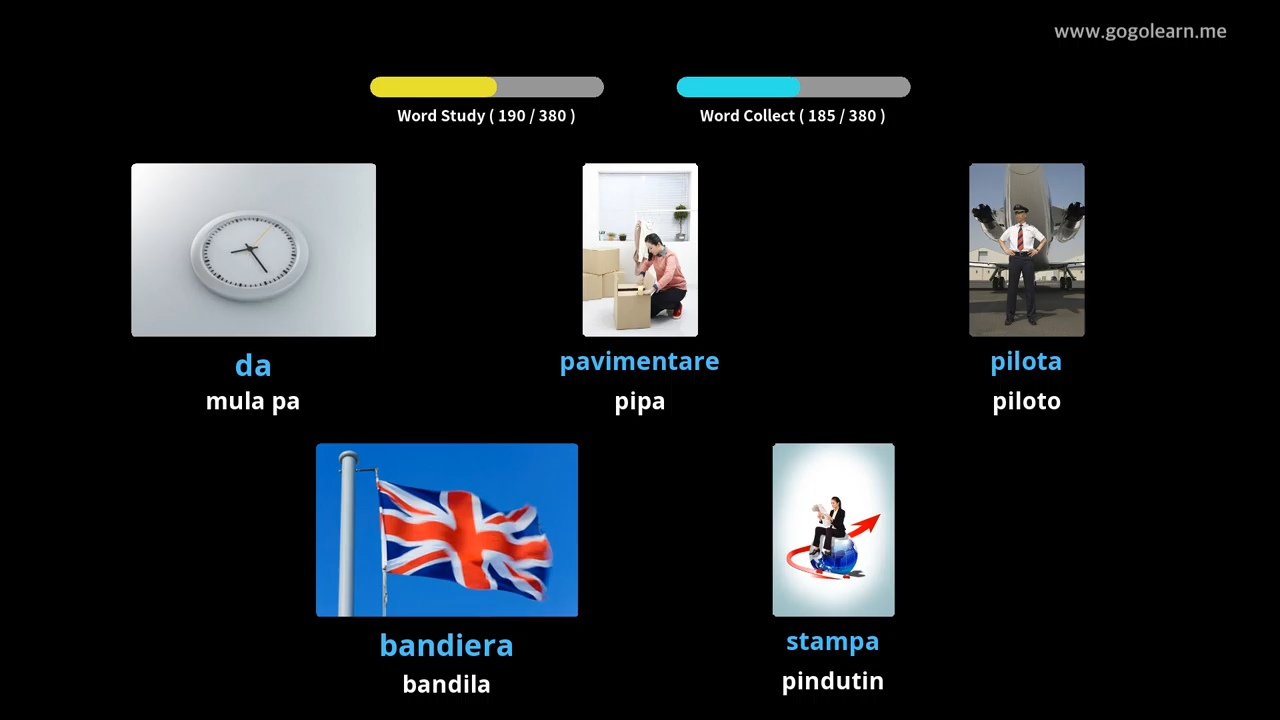 www.gogolearn.me
Word Study ( 190 / 380 )
Word Collect ( 185 / 380 )
da
mula pa
pavimentare
pipa
pilota
piloto
bandiera
bandila
stampa
pindutin